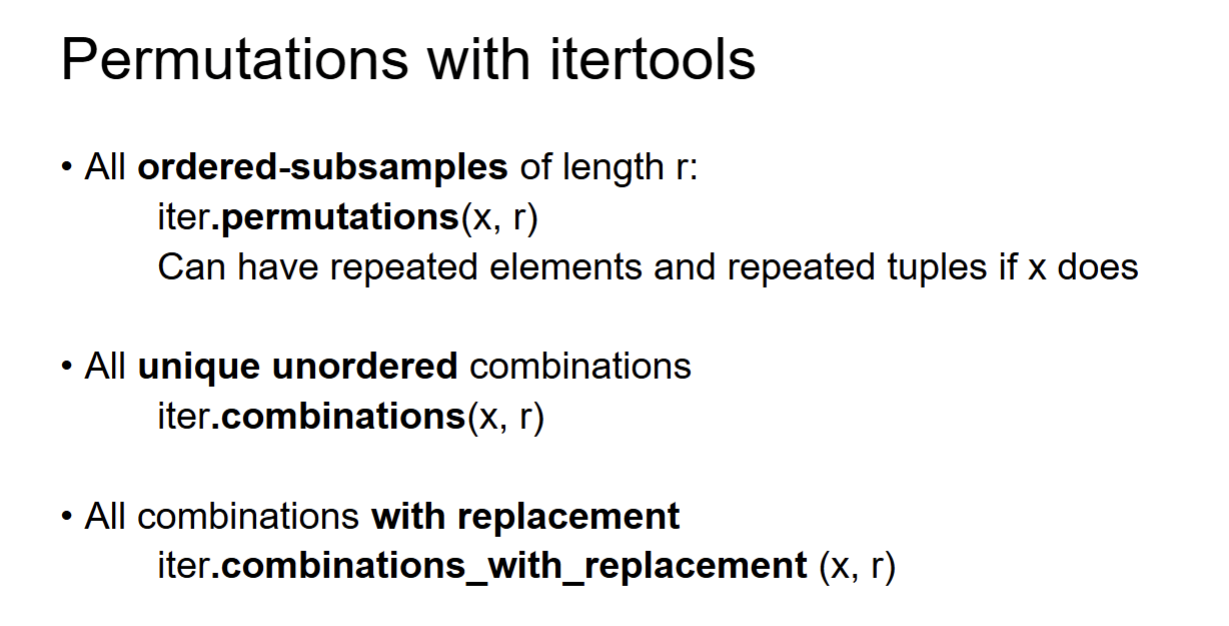 Permutations with itertools
• All ordered-subsamples of length r:
iter.permutations(x, r)
Can have repeated elements and repeated tuples if x does
• All unique unordered combinations
iter.combinations(x, r)
• All combinations with replacement
iter.combinations_with_replacement (x, r)